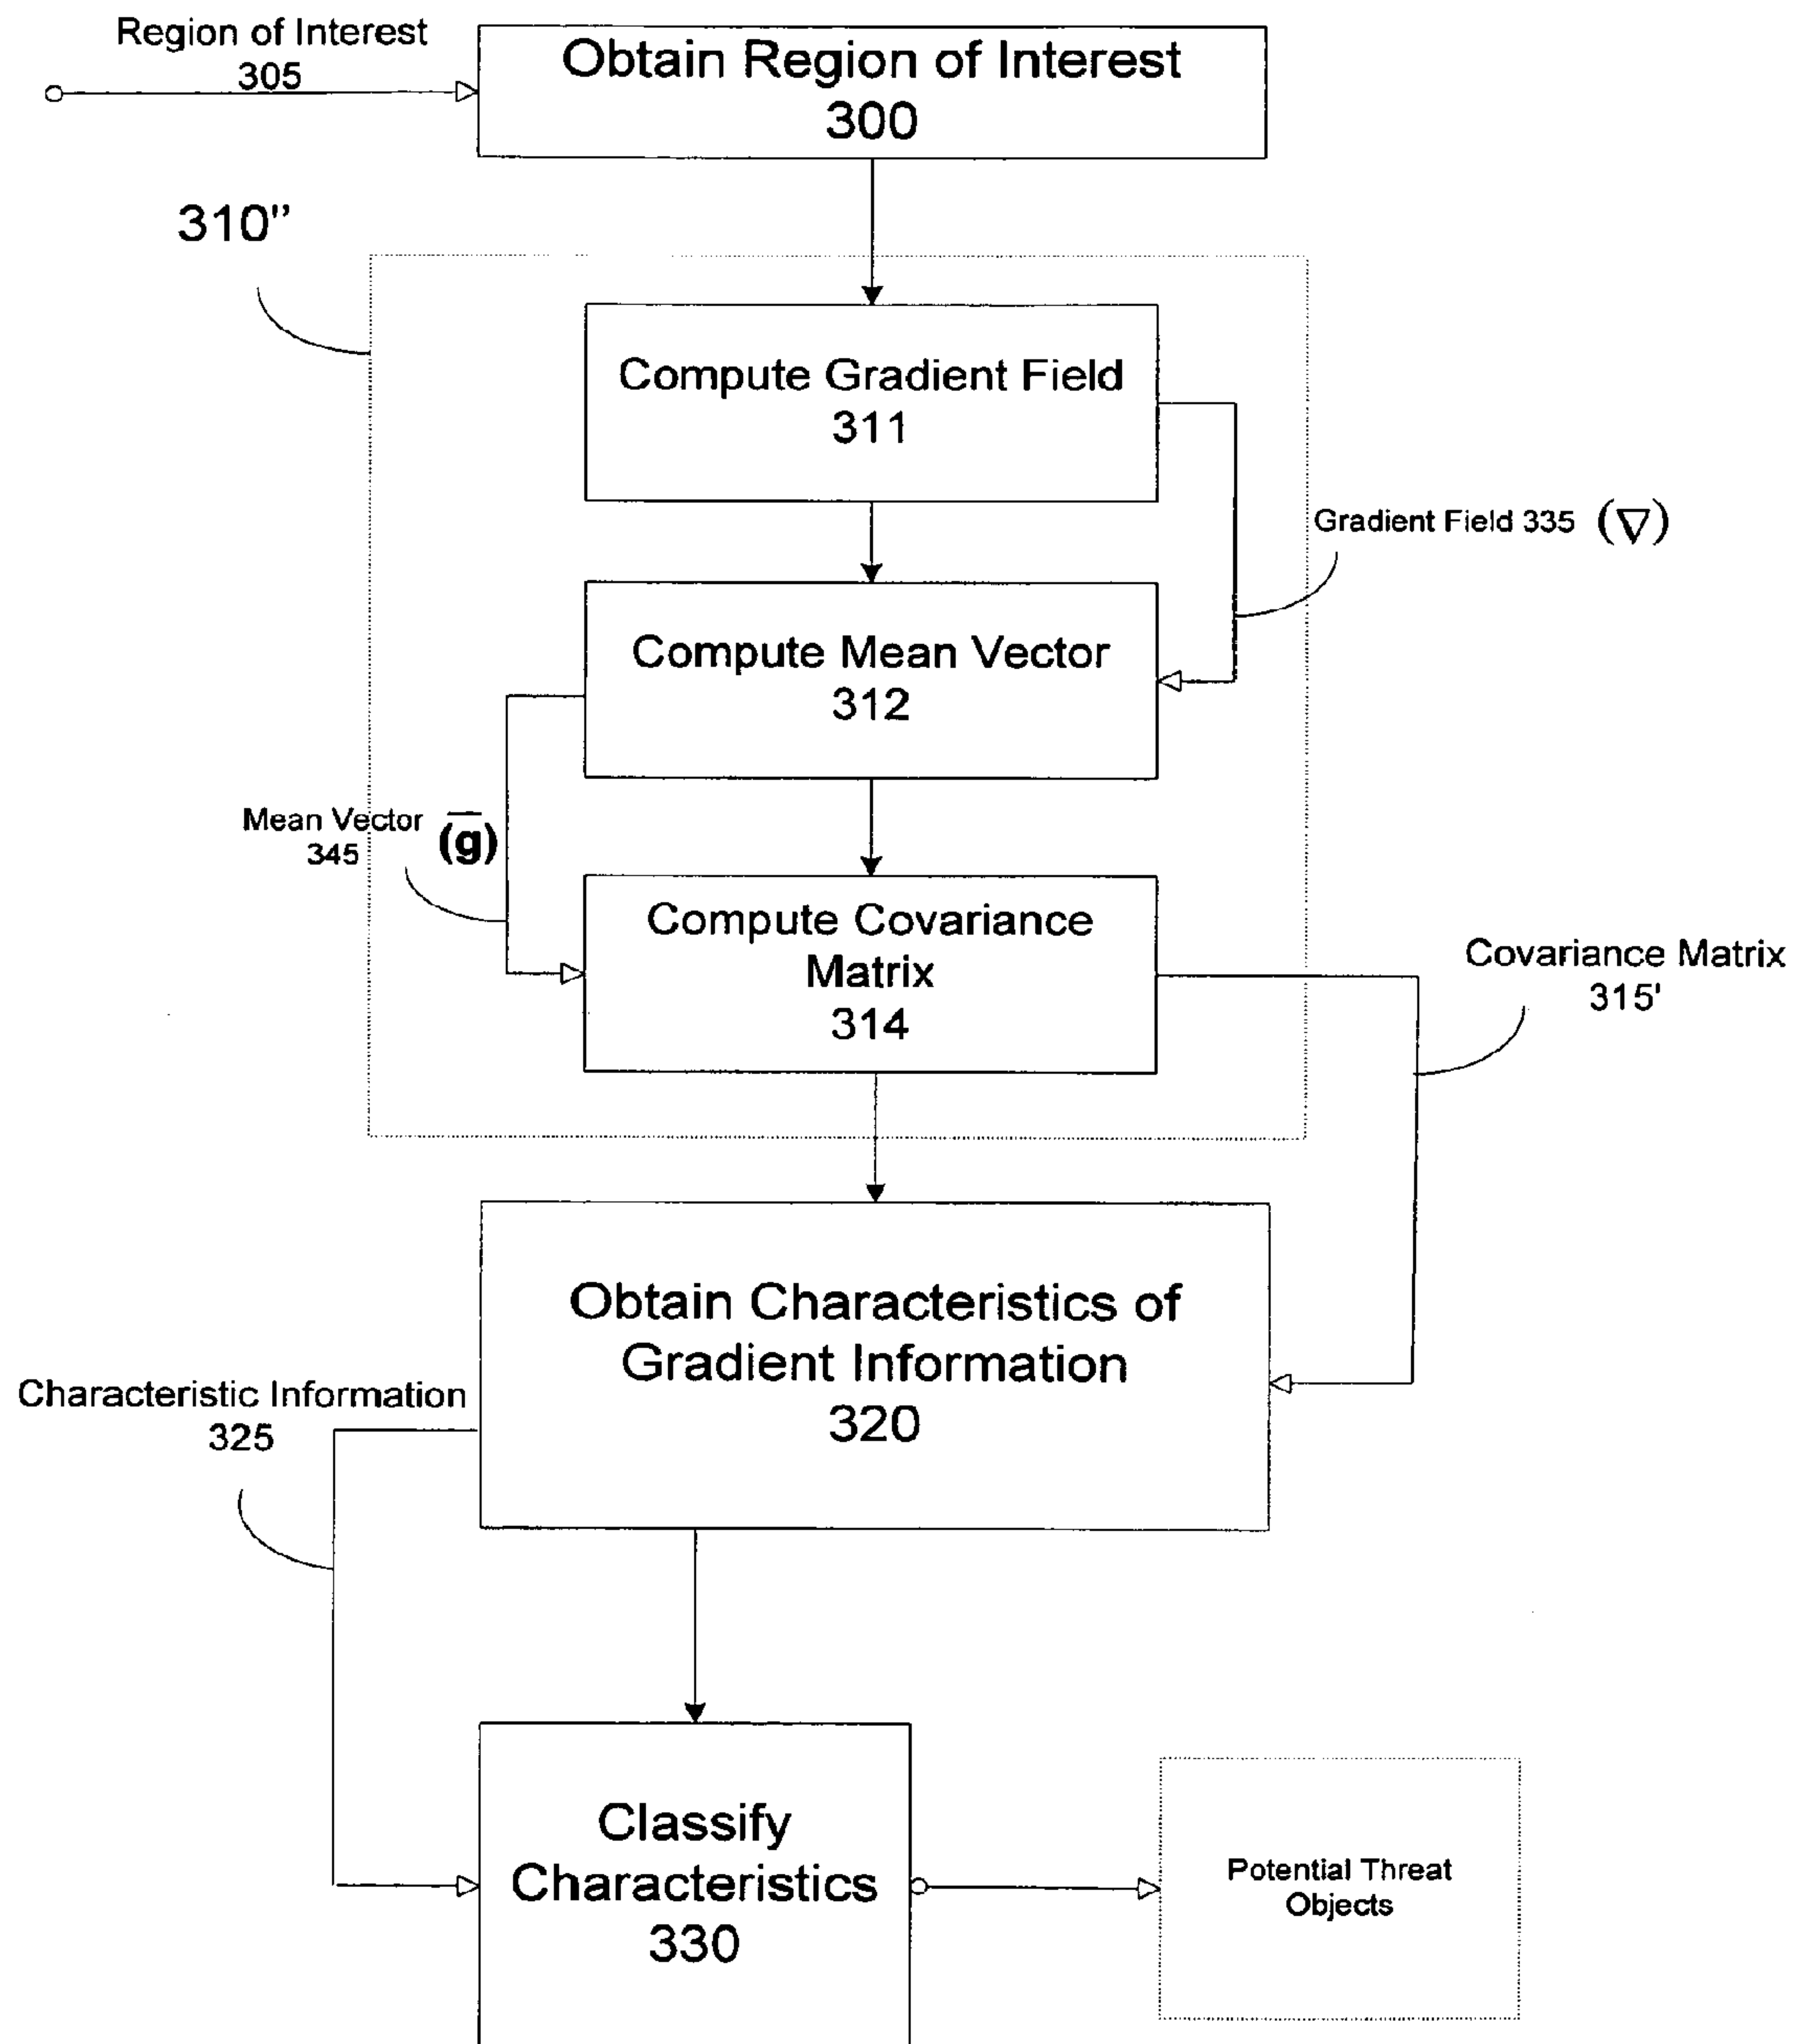 Region of Interest
305
Obtain Region of Interest
300
310"
Compute Gradient Field
311
Gradient Field 335 (∇)
Compute Mean Vector
312
Mean Vector (g̅)
345
Compute Covariance
Matrix
314
Covariance Matrix
315'
Obtain Characteristics of
Gradient Information
320
Characteristic Information
325
Classify
Characteristics
330
Potential Threat
Objects